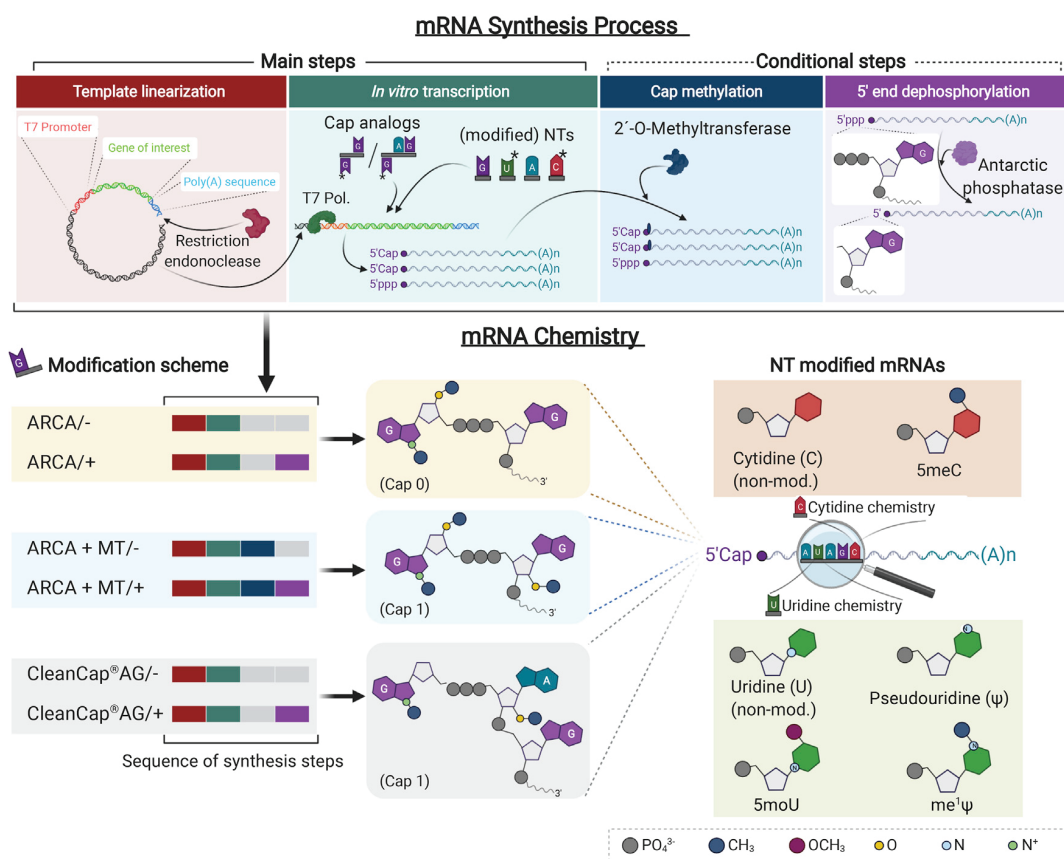 mRNA Synthesis Process
Main steps
Conditional steps
Template linearization
In vitro transcription
Cap methylation
5' end dephosphorylation
T7 Promoter
Gene of interest
Poly(A) sequence
Restriction
endonuclease
Cap analogs
G
A G
/
G
G
(modified) NTs
G U* A C*
T7 Pol.
5'Cap (A)n
5'Cap (A)n
5'ppp (A)n
2´-O-Methyltransferase
5'Cap (A)n
5'Cap (A)n
5'ppp (A)n
5'ppp (A)n
G
Antarctic
phosphatase
5' (A)n
G
mRNA Chemistry
G Modification scheme
ARCA/-
ARCA/+
ARCA + MT/-
ARCA + MT/+
CleanCap®AG/-
CleanCap®AG/+
Sequence of synthesis steps
G
G
3'
(Cap 0)
G
G
3'
(Cap 1)
G
A
G
3'
(Cap 1)
NT modified mRNAs
Cytidine (C)
(non-mod.)
5meC
C Cytidine chemistry
5'Cap A U A G C (A)n
U Uridine chemistry
N
N
Uridine (U)
(non-mod.)
Pseudouridine (ψ)
N
N
5moU
me¹ψ
PO₄³⁻ CH₃ OCH₃ O N N⁺